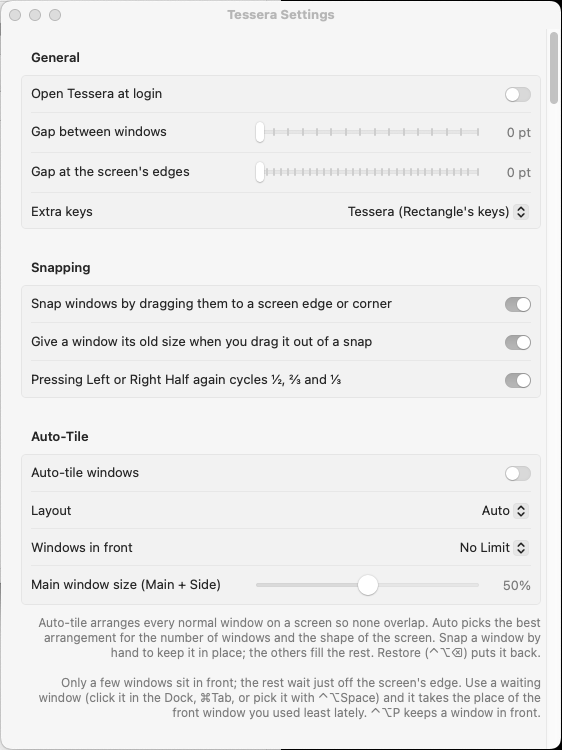 Tessera Settings
General
Open Tessera at login
Gap between windows 0 pt
Gap at the screen's edges 0 pt
Extra keys Tessera (Rectangle's keys)
Snapping
Snap windows by dragging them to a screen edge or corner
Give a window its old size when you drag it out of a snap
Pressing Left or Right Half again cycles ½, ⅔ and ⅓
Auto-Tile
Auto-tile windows
Layout Auto
Windows in front No Limit
Main window size (Main + Side) 50%
Auto-tile arranges every normal window on a screen so none overlap. Auto picks the best
arrangement for the number of windows and the shape of the screen. Snap a window by
hand to keep it in place; the others fill the rest. Restore (⌃⌥⌫) puts it back.
Only a few windows sit in front; the rest wait just off the screen's edge. Use a waiting
window (click it in the Dock, ⌘Tab, or pick it with ⌃⌥Space) and it takes the place of the
front window you used least lately. ⌃⌥P keeps a window in front.